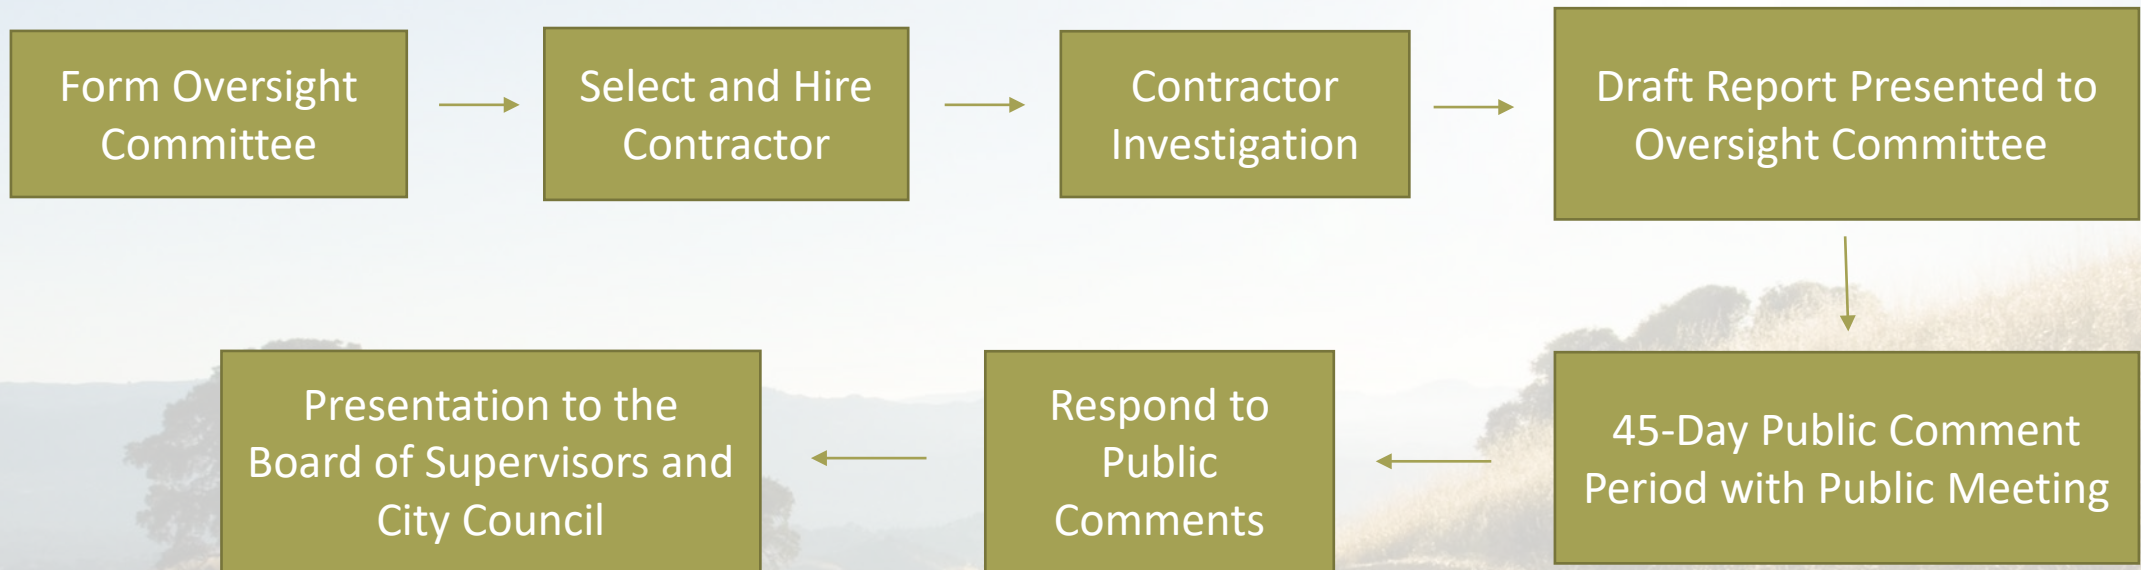 Form Oversight
Committee
Select and Hire
Contractor
Contractor
Investigation
Draft Report Presented to
Oversight Committee
45-Day Public Comment
Period with Public Meeting
Respond to
Public
Comments
Presentation to the
Board of Supervisors and
City Council